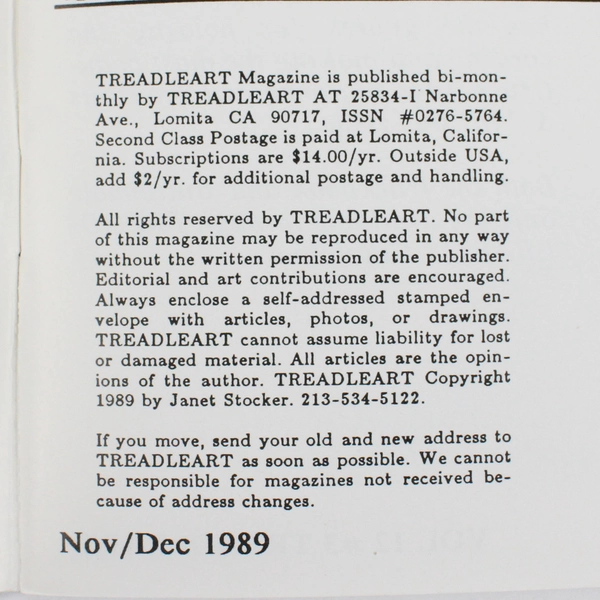 TREADLEART Magazine is published bi-mon-
thly by TREADLEART AT 25834-I Narbonne
Ave., Lomita CA 90717, ISSN #0276-5764.
Second Class Postage is paid at Lomita, Califor-
nia. Subscriptions are $14.00/yr. Outside USA,
add $2/yr. for additional postage and handling.
All rights reserved by TREADLEART. No part
of this magazine may be reproduced in any way
without the written permission of the publisher.
Editorial and art contributions are encouraged.
Always enclose a self-addressed stamped en-
velope with articles, photos, or drawings.
TREADLEART cannot assume liability for lost
or damaged material. All articles are the opin-
ions of the author. TREADLEART Copyright
1989 by Janet Stocker. 213-534-5122.
If you move, send your old and new address to
TREADLEART as soon as possible. We cannot
be responsible for magazines not received be-
cause of address changes.
Nov/Dec 1989